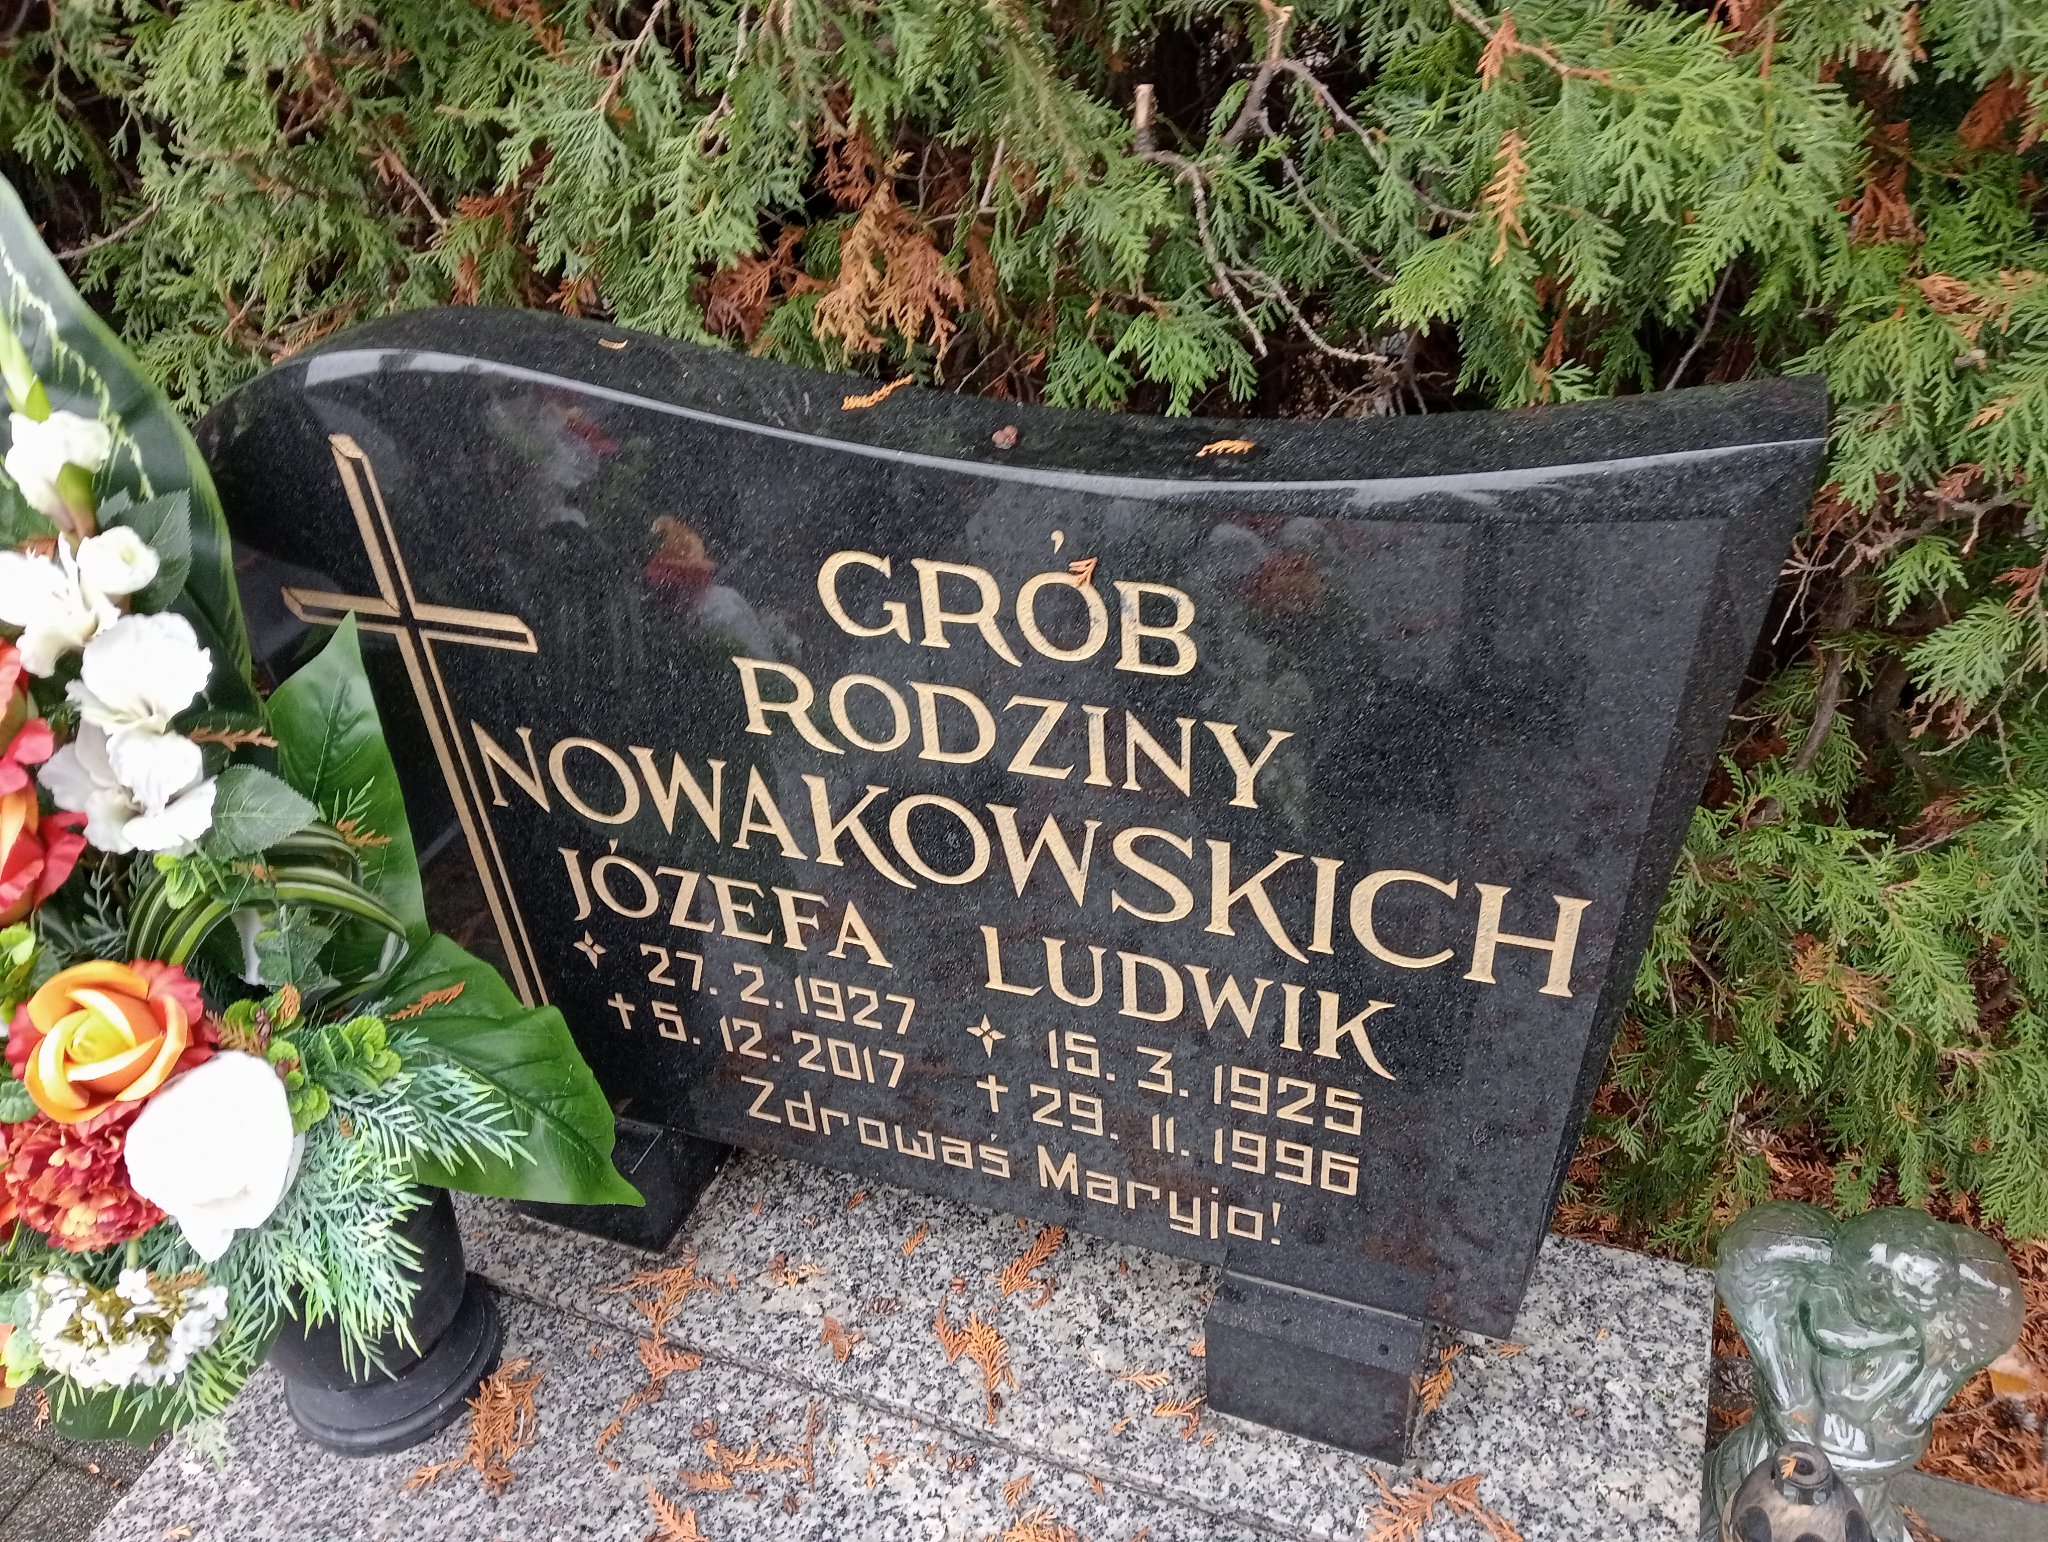 GRÓB
RODZINY
NOWAKOWSKICH
JÓZEFA LUDWIK
27. 2. 1927 15. 3. 1925
✝ 5. 12. 2017 ✝ 29. 11. 1996
Zdrowaś Maryjo!